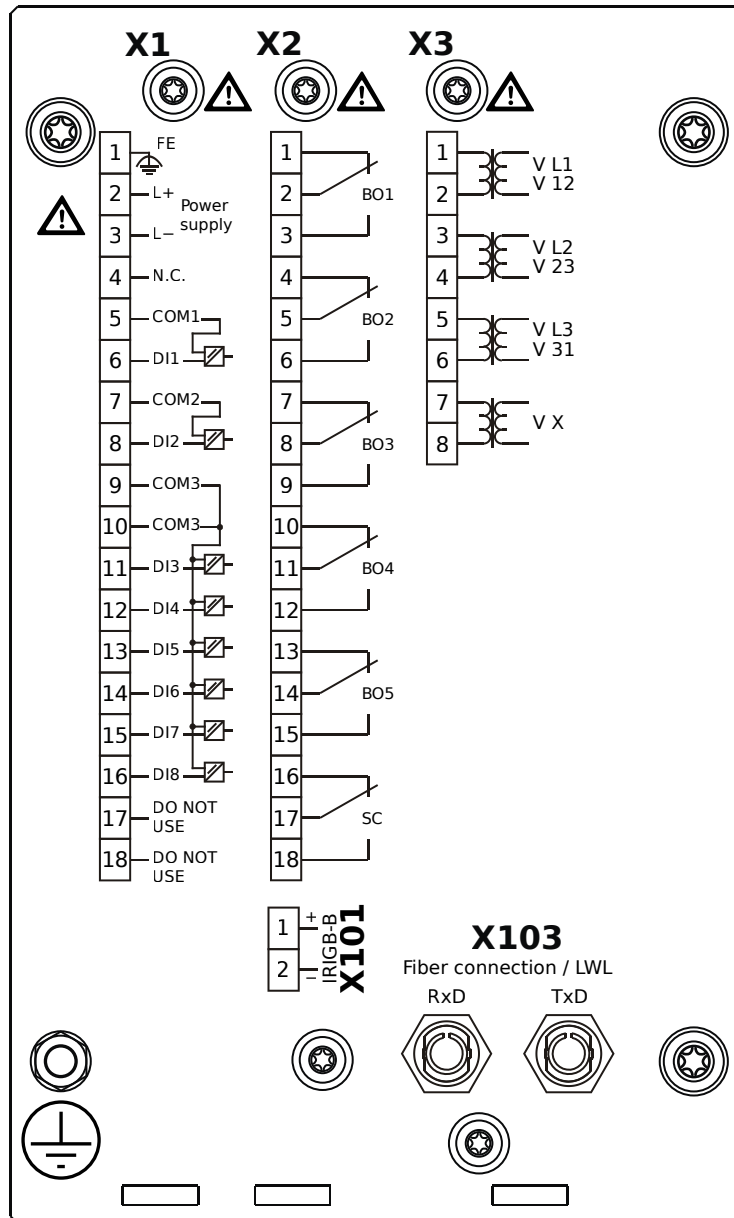 X1
X2
X3
1 FE
2 L+ Power
supply
3 L−
4 N.C.
5 COM1
6 DI1
7 COM2
8 DI2
9 COM3
10 COM3
11 DI3
12 DI4
13 DI5
14 DI6
15 DI7
16 DI8
17 DO NOT
USE
18 DO NOT
USE
1
2 BO1
3
4
5 BO2
6
7
8 BO3
9
10
11 BO4
12
13
14 BO5
15
16
17 SC
18
1 V L1
2 V 12
3 V L2
4 V 23
5 V L3
6 V 31
7 V X
8
1 +
2 −
IRIGB-B
X101
X103
Fiber connection / LWL
RxD TxD